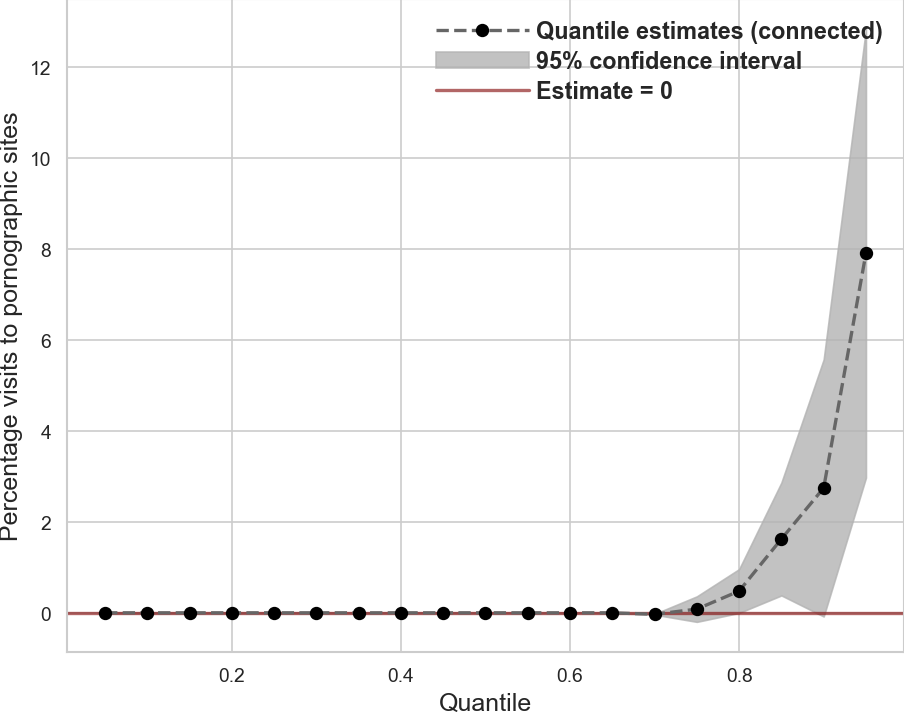 Quantile estimates (connected)
95% confidence interval
Estimate = 0
Percentage visits to pornographic sites
12
10
8
6
4
2
0
0.2 0.4 0.6 0.8
Quantile